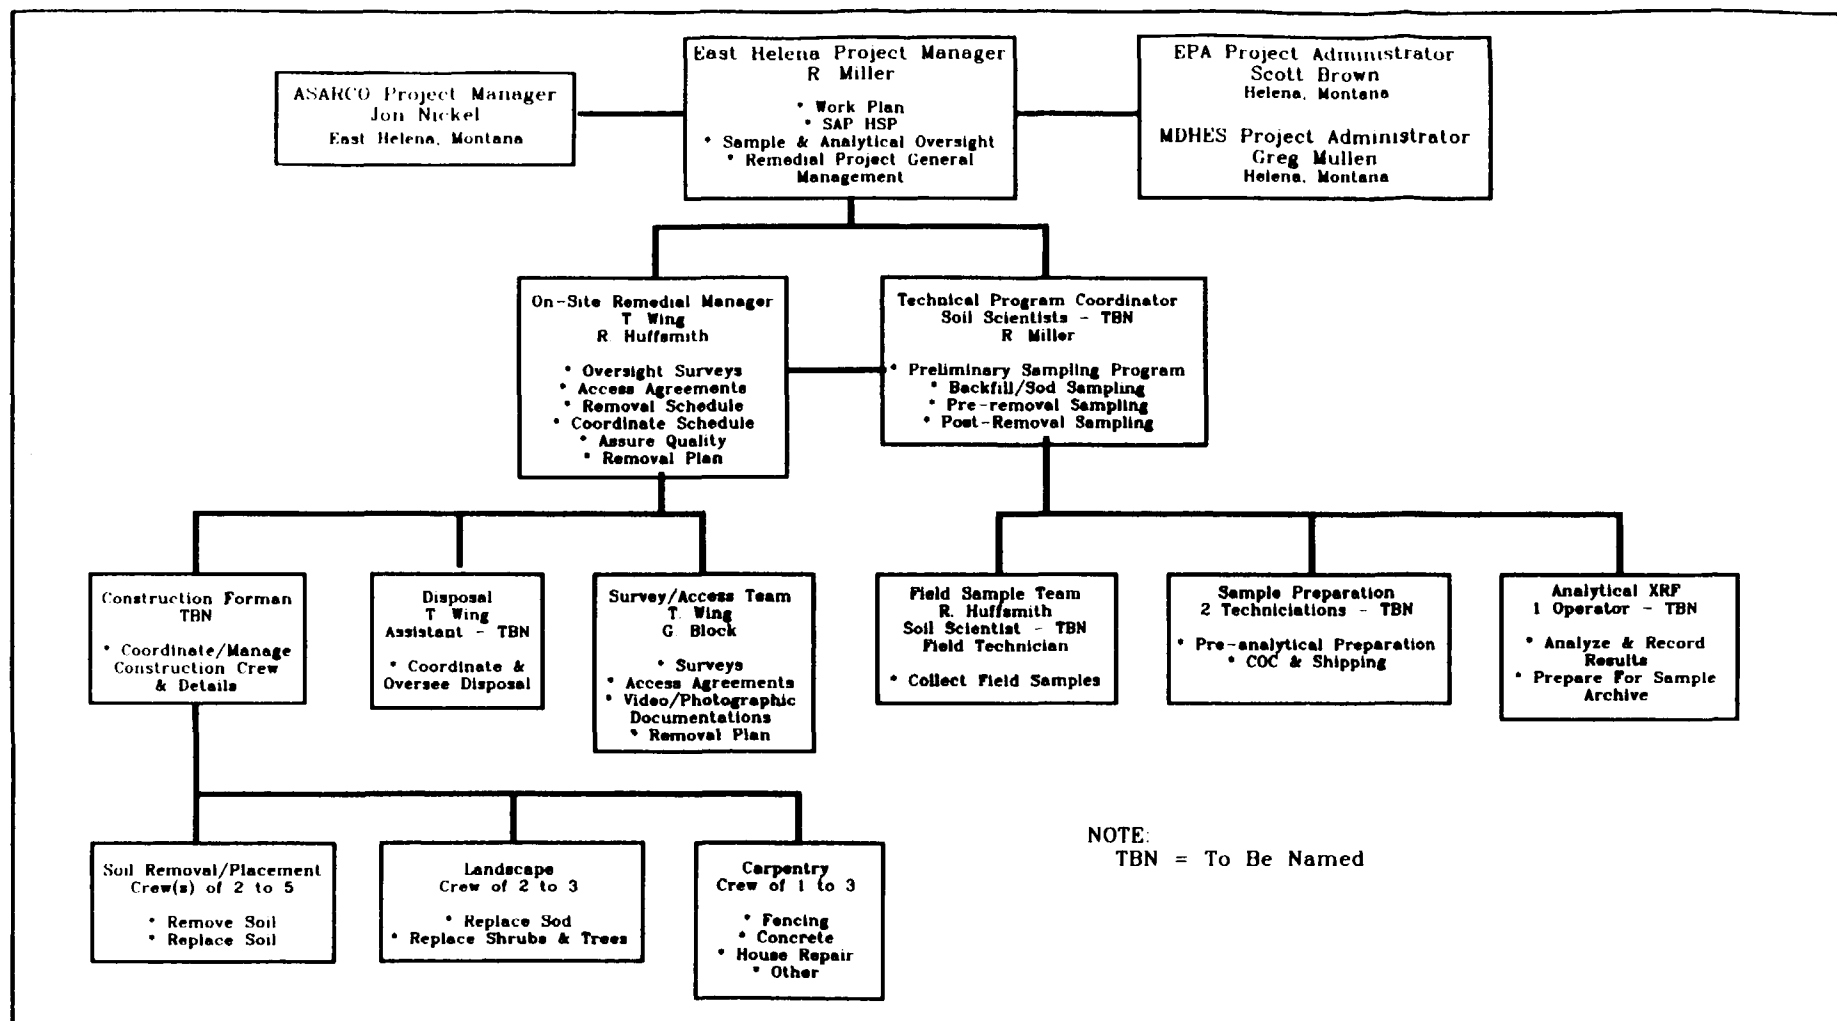 ASARCO Project Manager
Jon Nickel
East Helena, Montana
East Helena Project Manager
R Miller
* Work Plan
* SAP HSP
* Sample & Analytical Oversight
* Remedial Project General
Management
EPA Project Administrator
Scott Brown
Helena, Montana
MDHES Project Administrator
Greg Mullen
Helena, Montana
On-Site Remedial Manager
T Wing
R Huffsmith
* Oversight Surveys
* Access Agreements
* Removal Schedule
* Coordinate Schedule
* Assure Quality
* Removal Plan
Technical Program Coordinator
Soil Scientists - TBN
R Miller
* Preliminary Sampling Program
* Backfill/Sod Sampling
* Pre-removal Sampling
* Post-Removal Sampling
Construction Forman
TBN
* Coordinate/Manage
Construction Crew
& Details
Disposal
T Wing
Assistant - TBN
* Coordinate &
Oversee Disposal
Survey/Access Team
T. Wing
G. Block
* Surveys
* Access Agreements
* Video/Photographic
Documentations
* Removal Plan
Field Sample Team
R. Huffsmith
Soil Scientist - TBN
Field Technician
* Collect Field Samples
Sample Preparation
2 Techniciations - TBN
* Pre-analytical Preparation
* COC & Shipping
Analytical XRF
1 Operator - TBN
* Analyze & Record
Results
* Prepare For Sample
Archive
Soil Removal/Placement
Crew(s) of 2 to 5
* Remove Soil
* Replace Soil
Landscape
Crew of 2 to 3
* Replace Sod
* Replace Shrubs & Trees
Carpentry
Crew of 1 to 3
* Fencing
* Concrete
* House Repair
* Other
NOTE:
TBN = To Be Named